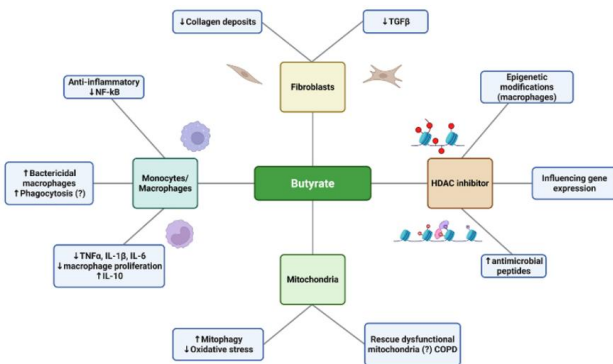 ↓Collagen deposits
↓TGFβ
Fibroblasts
Anti-inflammatory
↓NF-kB
Epigenetic
modifications
(macrophages)
↑Bactericidal
macrophages
↑Phagocytosis (?)
Monocytes/
Macrophages
Butyrate
HDAC inhibitor
Influencing gene
expression
↓TNFα, IL-1β, IL-6
↓macrophage proliferation
↑IL-10
↑antimicrobial
peptides
Mitochondria
↑Mitophagy
↓Oxidative stress
Rescue dysfunctional
mitochondria (?) COPD